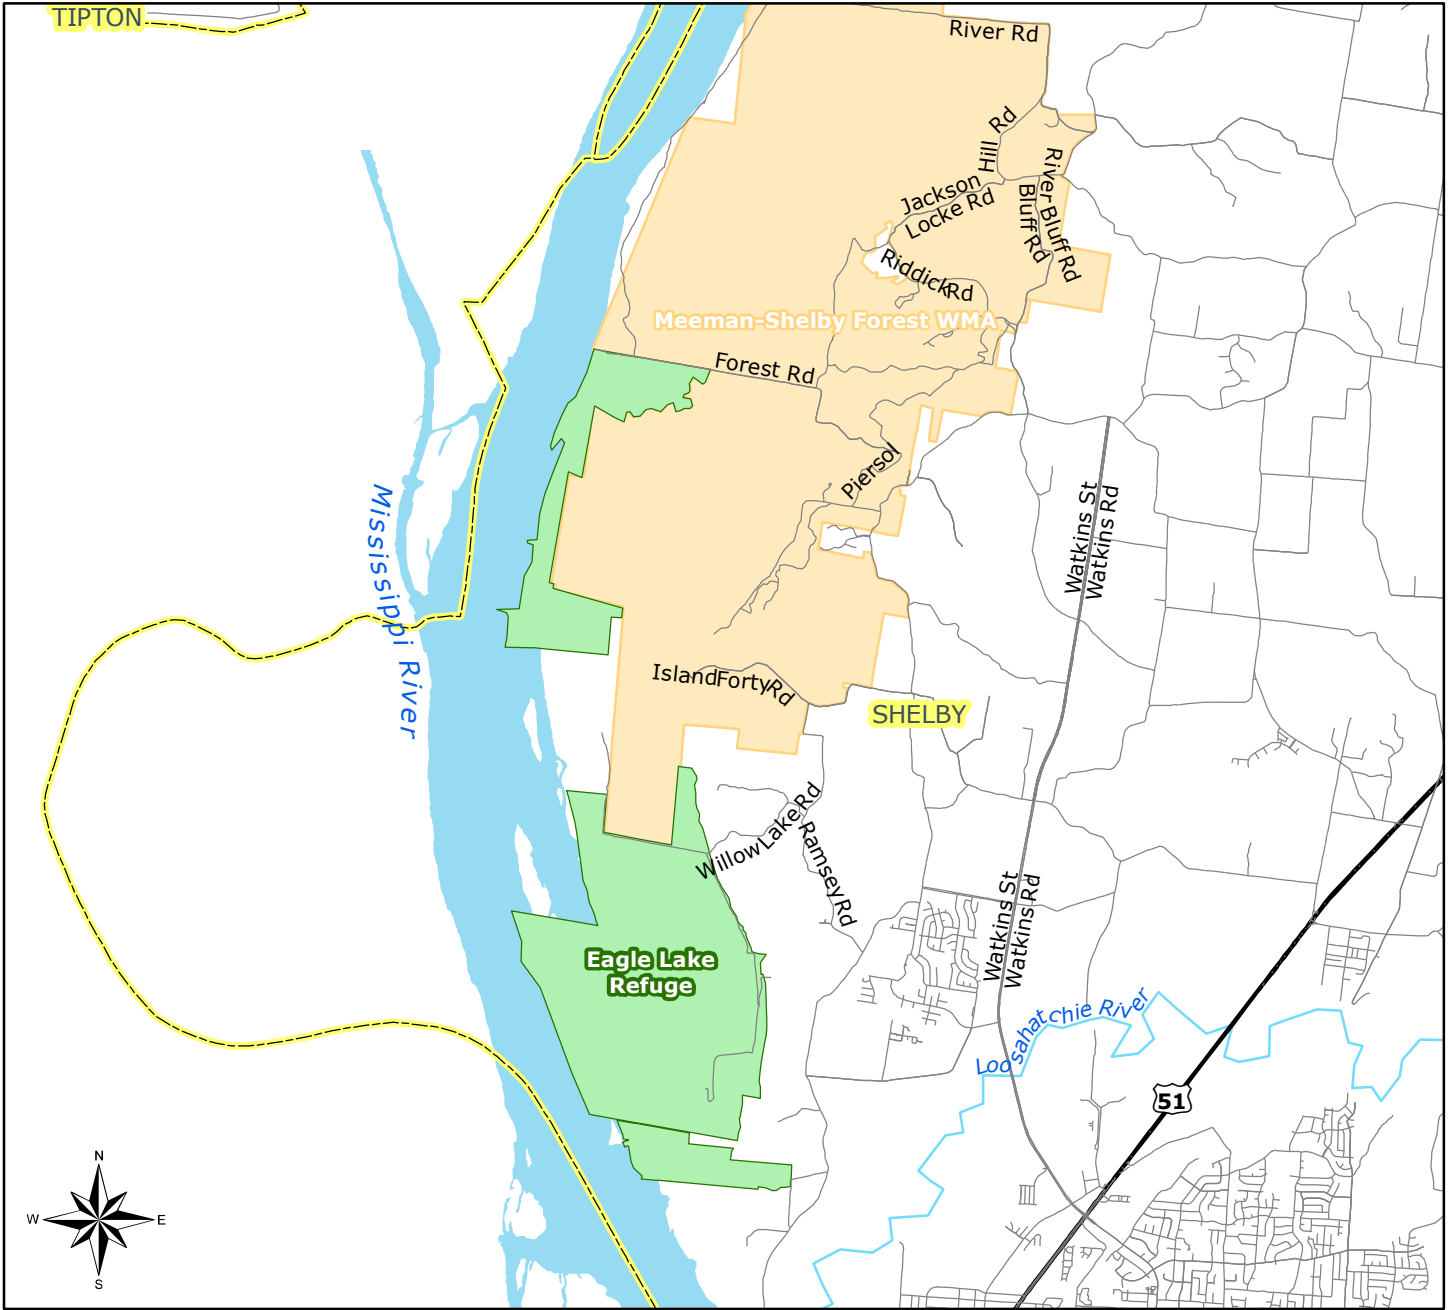 TIPTON
River Rd
Hill Rd
Jackson
Locke Rd
River Bluff Rd
Bluff Rd
Riddick Rd
Meeman-Shelby Forest WMA
Forest Rd
Piersol
Watkins St
Watkins Rd
Mississippi River
Island Forty Rd
SHELBY
Willow Lake Rd
Ramsey Rd
Watkins St
Watkins Rd
Eagle Lake
Refuge
Loosahatchie River
51
N
W
E
S